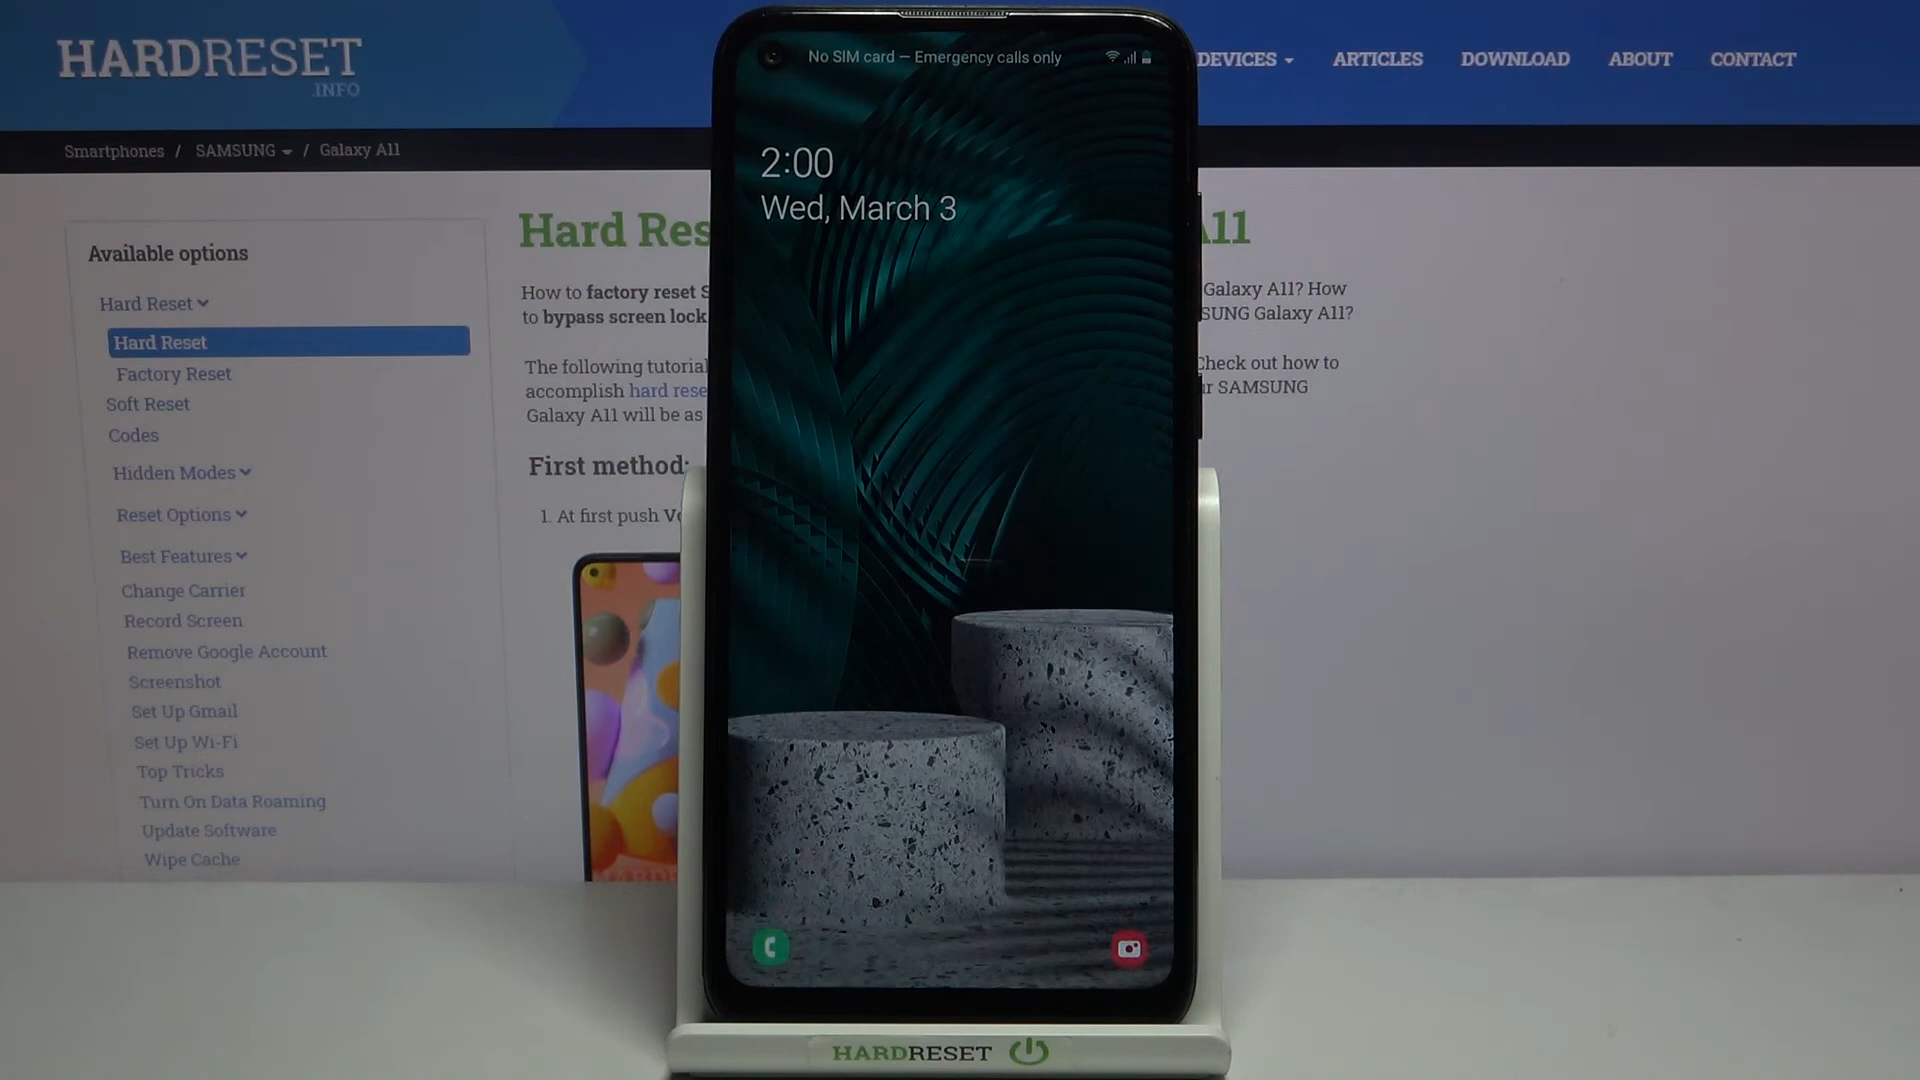 HARDRESET
.INFO
DEVICES
ARTICLES
DOWNLOAD
ABOUT
CONTACT
Smartphones / SAMSUNG / Galaxy A11
Available options
Hard Reset
Hard Reset
Factory Reset
Soft Reset
Codes
Hidden Modes
Reset Options
Best Features
Change Carrier
Record Screen
Remove Google Account
Screenshot
Set Up Gmail
Set Up Wi-Fi
Top Tricks
Turn On Data Roaming
Update Software
Wipe Cache
Hard Res
A11
How to factory reset S
Galaxy A11? How
to bypass screen lock
SUNG Galaxy A11?
The following tutorial
Check out how to
accomplish hard rese
r SAMSUNG
Galaxy A11 will be as
First method:
1. At first push Vo
No SIM card — Emergency calls only
2:00
Wed, March 3
HARDRESET